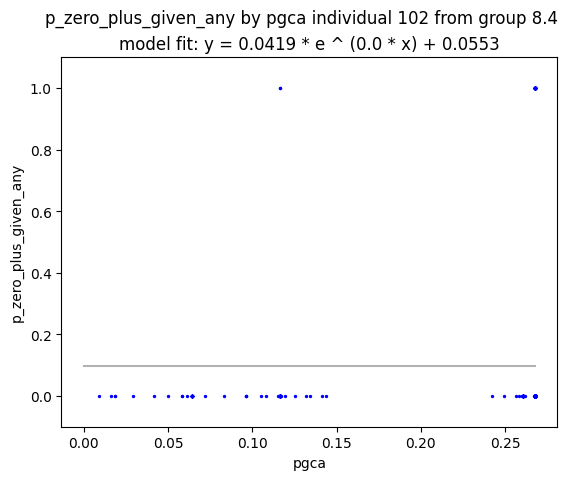 p_zero_plus_given_any by pgca individual 102 from group 8.4
model fit: y = 0.0419 * e ^ (0.0 * x) + 0.0553
1.0
0.8
0.6
0.4
0.2
0.0
p_zero_plus_given_any
0.00 0.05 0.10 0.15 0.20 0.25
pgca